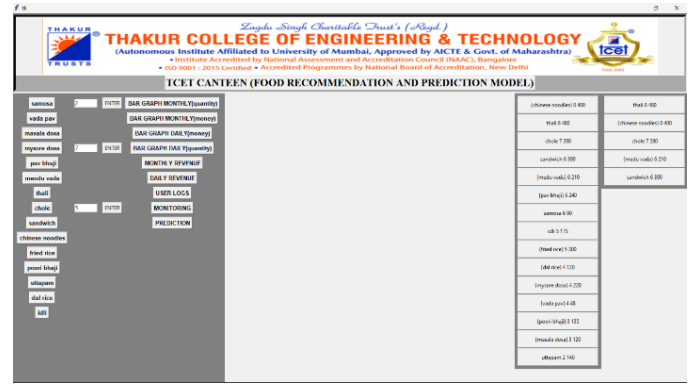 tk
THAKUR
TRUSTS
Zagdu Singh Charitable Trust's (Regd.)
THAKUR COLLEGE OF ENGINEERING & TECHNOLOGY
(Autonomous Institute Affiliated to University of Mumbai, Approved by AICTE & Govt. of Maharashtra)
• Institute Accredited by National Assessment and Accreditation Council (NAAC), Bangalore
• ISO 9001 : 2015 Certified • Accredited Programmes by National Board of Accreditation, New Delhi
tcet
TCET CANTEEN (FOOD RECOMMENDATION AND PREDICTION MODEL)
samosa 2 ENTER BAR GRAPH MONTHLY(quantity)
vada pav BAR GRAPH MONTHLY(money)
masala dosa BAR GRAPH DAILY(money)
mysore dosa 7 ENTER BAR GRAPH DAILY(quantity)
pav bhaji MONTHLY REVENUE
mendu vada DAILY REVENUE
thali USER LOGS
chole 5 ENTER MONITORING
sandwich PREDICTION
chinese noodles
fried rice
poori bhaji
uttapam
dal rice
idli
{chinese noodles} 8 400
thali 8 480
chole 7 280
sandwich 6 300
{medu vada} 6 210
{pav bhaji} 6 240
samosa 6 90
idli 5 175
{fried rice} 5 300
{dal rice} 4 120
{mysore dosa} 4 220
{vada pav} 4 48
{poori bhaji} 3 135
{masala dosa} 3 120
uttapam 2 140
thali 8 480
{chinese noodles} 8 400
chole 7 280
{medu vada} 6 210
sandwich 6 300